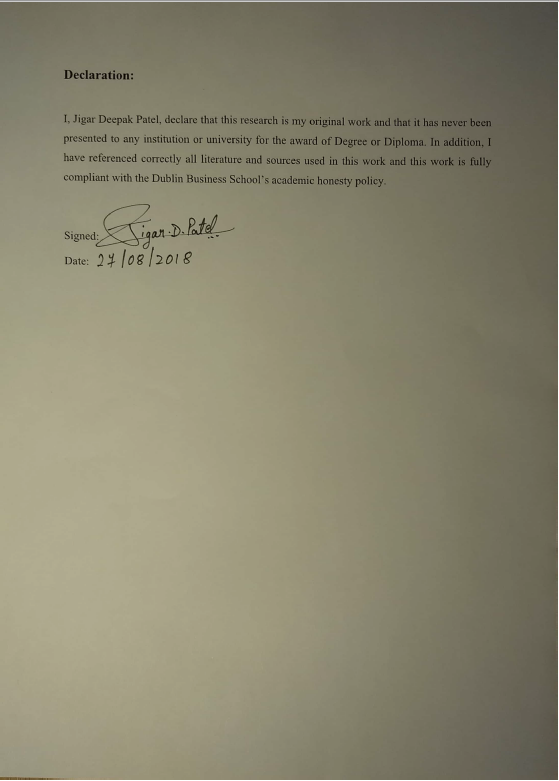 Declaration:
I, Jigar Deepak Patel, declare that this research is my original work and that it has never been
presented to any institution or university for the award of Degree or Diploma. In addition, I
have referenced correctly all literature and sources used in this work and this work is fully
compliant with the Dublin Business School's academic honesty policy.
Signed: Jigar.D.Patel
Date: 27/08/2018